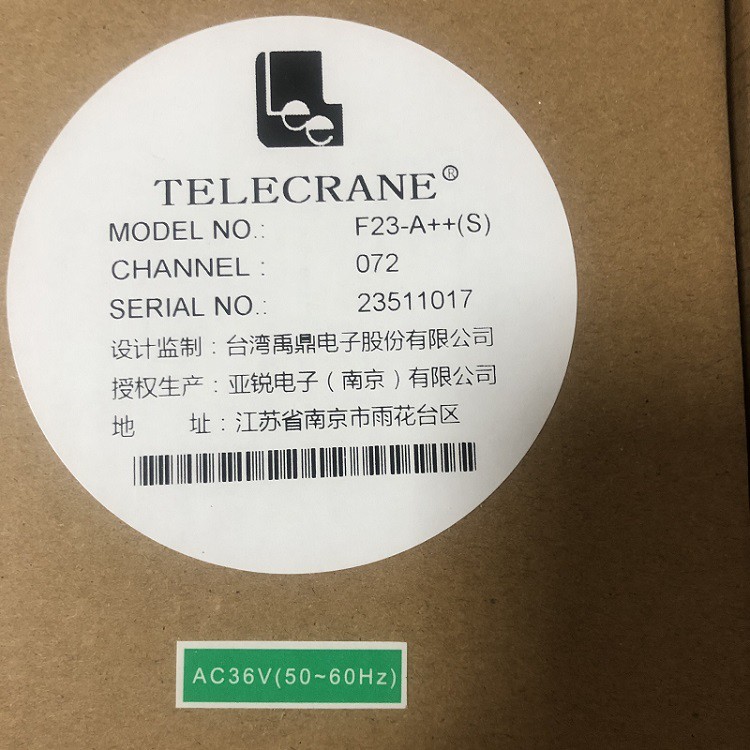 Lee
TELECRANE®
MODEL NO.: F23-A++(S)
CHANNEL : 072
SERIAL NO.: 23511017
设计监制：台湾禹鼎电子股份有限公司
授权生产：亚锐电子（南京）有限公司
地 址：江苏省南京市雨花台区
AC36V(50~60Hz)